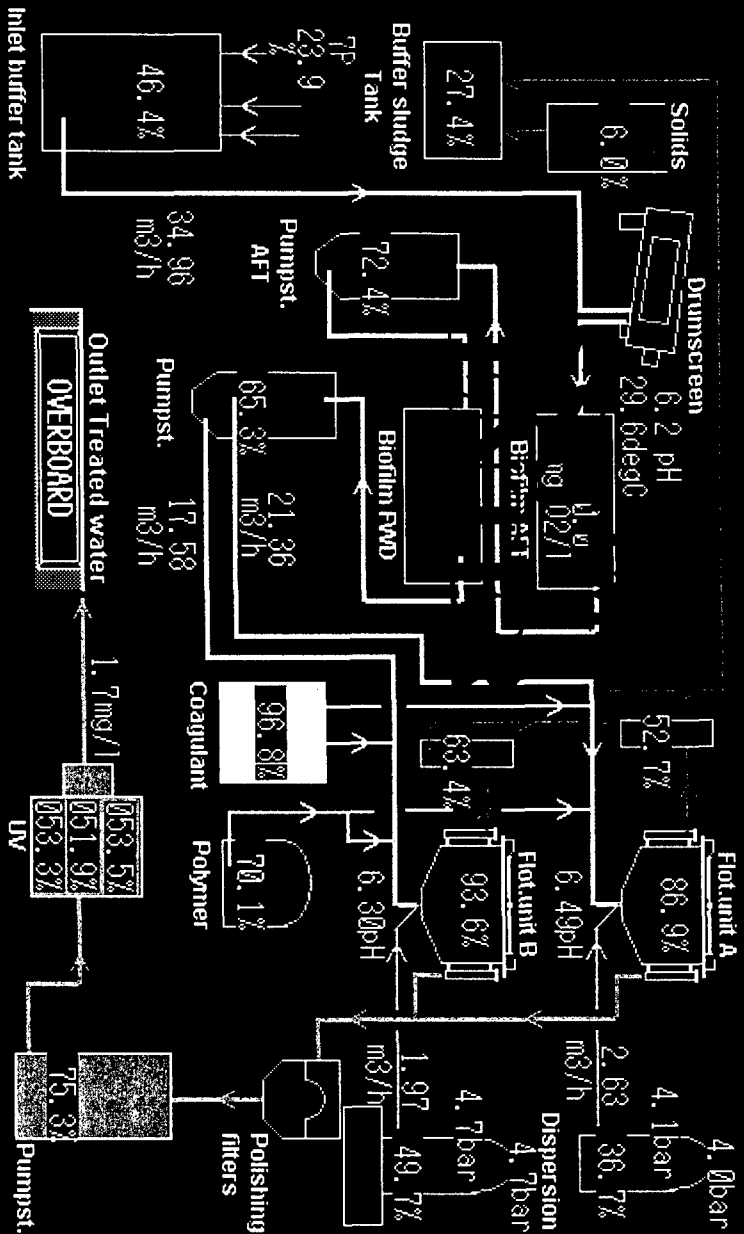 Solids
6.0%
Drumscreen
6.2 pH
29.6degC
Buffer sludge
Tank
27.4%
Biofilm AFT
02/l
Biofilm FWD
52.7%
63.4%
Flot.unit A
86.9%
6.49pH
Flot.unit B
93.6%
6.30pH
4.0bar
4.1bar
36.7%
2.63
m3/h
Dispersion
4.7bar
4.7bar
49.7%
1.97
m3/h
TP
23.9
%
46.4%
Inlet buffer tank
34.96
m3/h
72.4%
Pumpst.
AFT
65.3%
Pumpst.
21.36
m3/h
17.58
m3/h
Coagulant
96.8%
70.1%
Polymer
Polishing
filters
Outlet Treated water
OVERBOARD
1.7mg/l
053.5%
051.9%
053.3%
UV
75.3%
Pumpst.